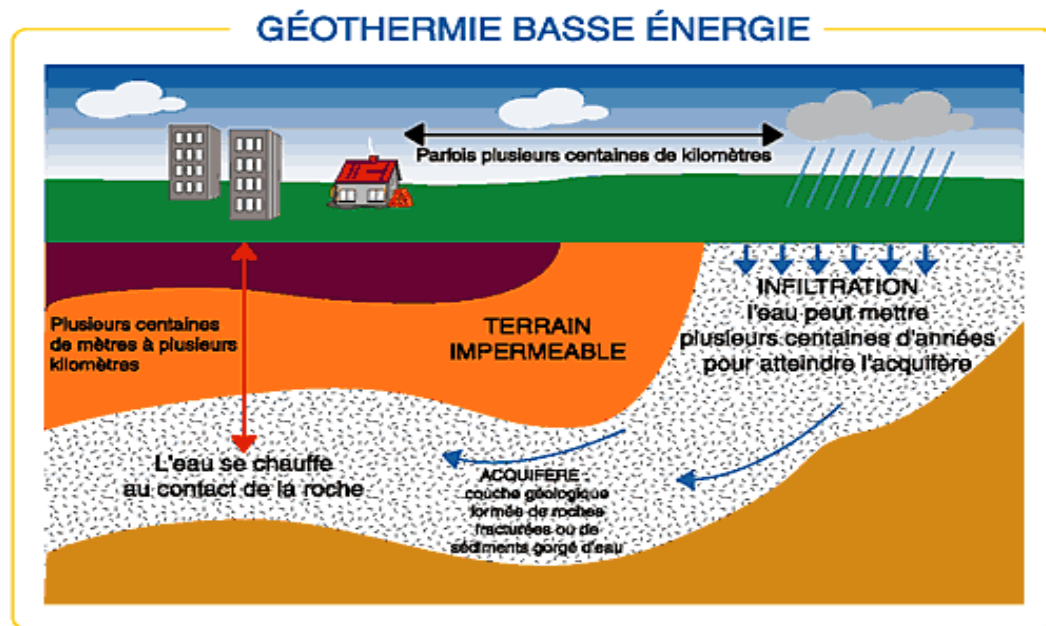 GÉOTHERMIE BASSE ÉNERGIE
Parfois plusieurs centaines de kilomètres
INFILTRATION
l'eau peut mettre
plusieurs centaines d'années
pour atteindre l'acquifère
Plusieurs centaines
de mètres à plusieurs
kilomètres
TERRAIN
IMPERMEABLE
L'eau se chauffe
au contact de la roche
ACQUIFERE :
couche géologique
formée de roches
fracturées ou de
sédiments gorgé d'eau